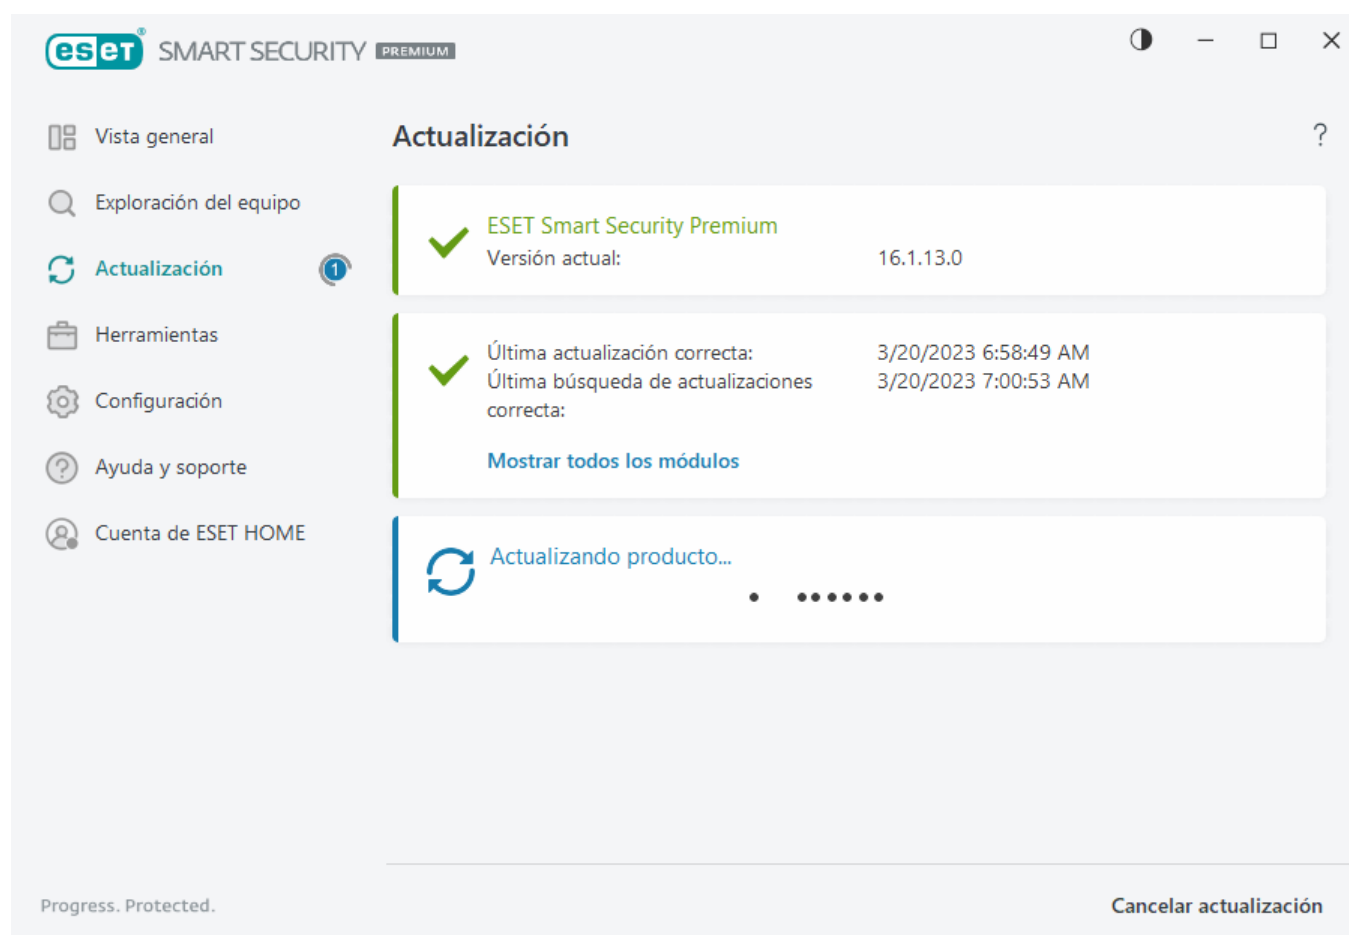 eset® SMART SECURITY PREMIUM
Vista general
Exploración del equipo
Actualización 1
Herramientas
Configuración
Ayuda y soporte
Cuenta de ESET HOME
Actualización ?
ESET Smart Security Premium
Versión actual: 16.1.13.0
Última actualización correcta: 3/20/2023 6:58:49 AM
Última búsqueda de actualizaciones 3/20/2023 7:00:53 AM
correcta:
Mostrar todos los módulos
Actualizando producto...
Progress. Protected.
Cancelar actualización